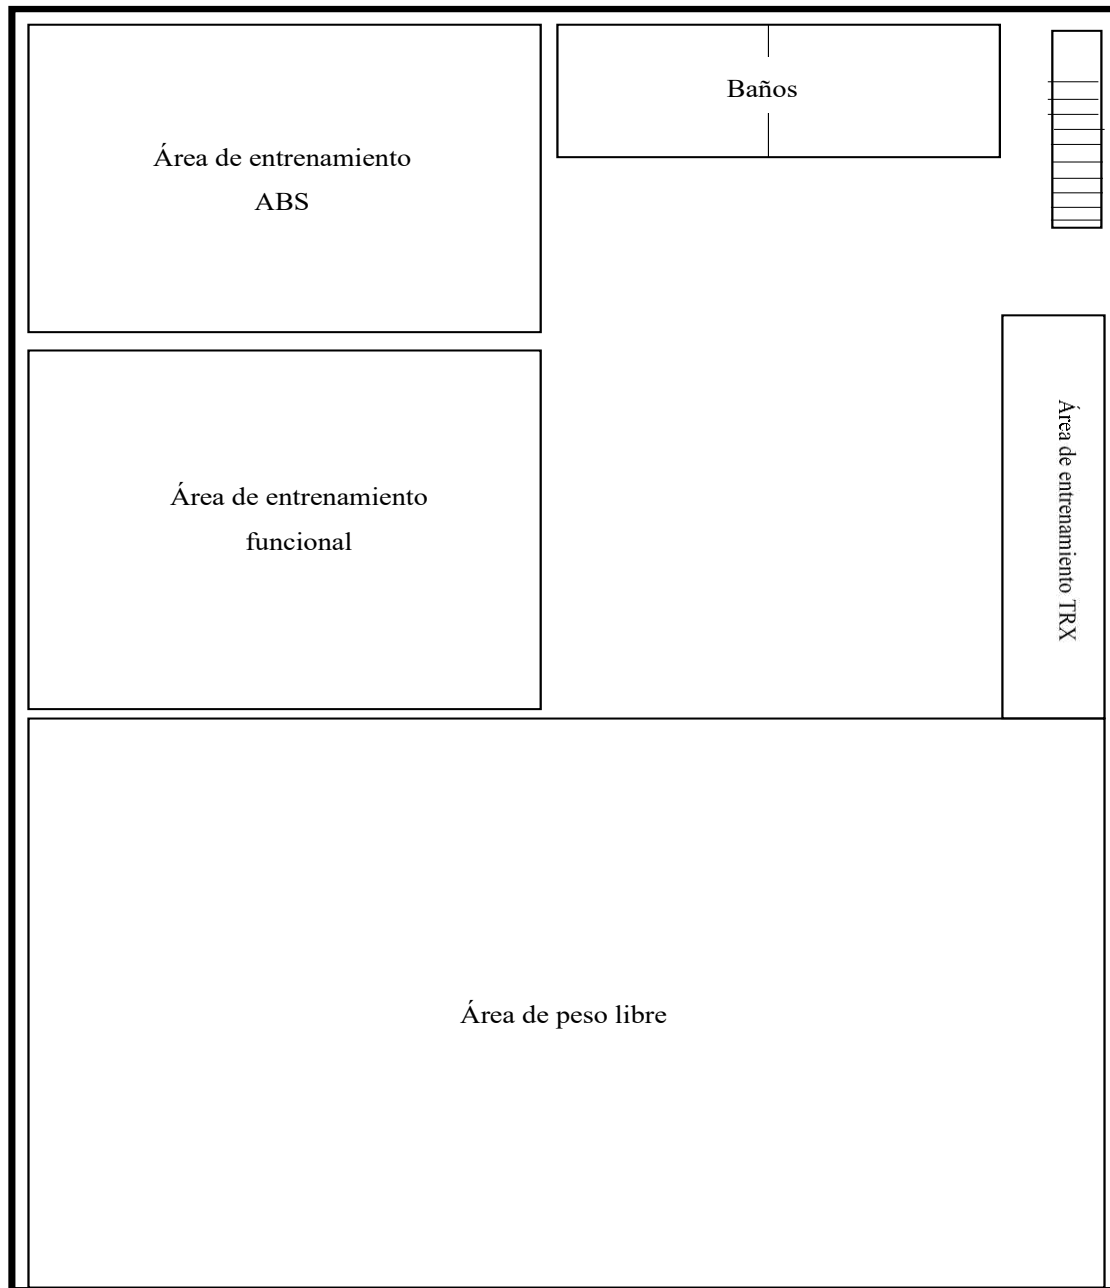 Baños
Área de entrenamiento
ABS
Área de entrenamiento
funcional
Área de entrenamiento TRX
Área de peso libre